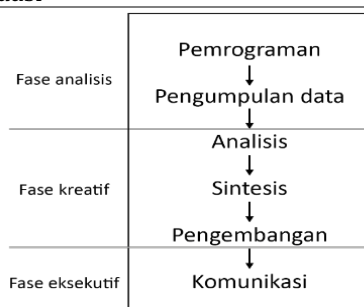 Pemrograman
Fase analisis
Pengumpulan data
Analisis
Fase kreatif
Sintesis
Pengembangan
Fase eksekutif
Komunikasi